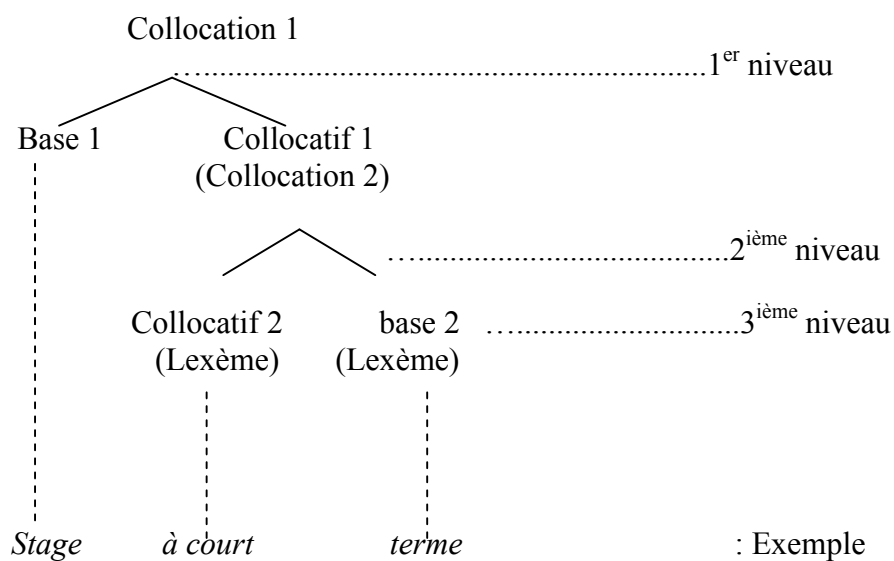 Collocation 1
…...................................................1er niveau
Base 1 Collocatif 1
(Collocation 2)
…...............................2ième niveau
Collocatif 2 base 2 …......................3ième niveau
(Lexème) (Lexème)
Stage à court terme : Exemple